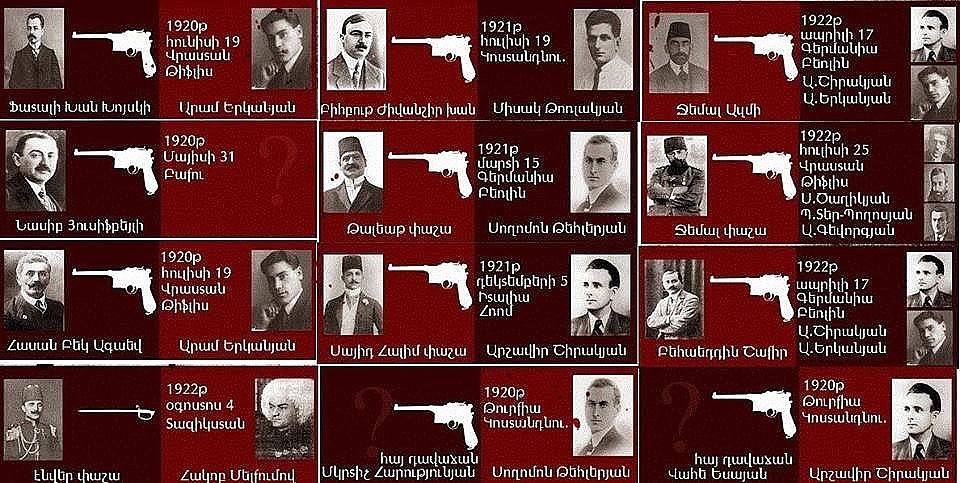 1920թ
հունիսի 19
Վրաստան
Թիֆլիս
Ֆաթալի Խան Խոյսկի
Արամ Երկանյան
1921թ
հուլիսի 19
Կոստանդնու.
Բիհբութ Ջիվանշիր խան
Միսակ Թոռլակյան
1922թ
ապրիլի 17
Գերմանիա
Բեռլին
Ա.Շիրակյան
Ա.Երկանյան
Ջեմալ Ազմի
1920թ
Մայիսի 31
Բաքու
?
Նասիբ Յուսիֆբեյլի
1921թ
մարտի 15
Գերմանիա
Բեռլին
Թալեաթ փաշա
Սողոմոն Թեհլերյան
1922թ
հուլիսի 25
Վրաստան
Թիֆլիս
Ս.Ծաղիկյան
Պ.Տեր-Պողոսյան
Ա.Գևորգյան
Ջեմալ փաշա
1920թ
հուլիսի 19
Վրաստան
Թիֆլիս
Հասան Բեկ Աղաև
Արամ Երկանյան
1921թ
դեկտեմբերի 5
Իտալիա
Հռոմ
Սայիդ Հալիմ փաշա
Արշավիր Շիրակյան
1922թ
ապրիլի 17
Գերմանիա
Բեռլին
Ա.Շիրակյան
Ա.Երկանյան
Բեհաեդդին Շաքիր
1922թ
օգոստոս 4
Տաջիկստան
Էնվեր փաշա
Հակոբ Մելքումով
?
1920թ
Թուրքիա
Կոստանդնու.
հայ դավաճան
Մկրտիչ Հարությունյան
Սողոմոն Թեհլերյան
?
1920թ
Թուրքիա
Կոստանդնու.
հայ դավաճան
Վահե Եսայան
Արշավիր Շիրակյան